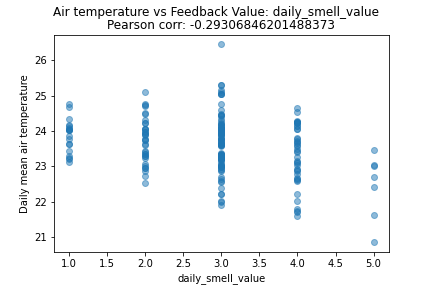 Air temperature vs Feedback Value: daily_smell_value
Pearson corr: -0.29306846201488373
26
25
24
23
22
21
Daily mean air temperature
1.0 1.5 2.0 2.5 3.0 3.5 4.0 4.5 5.0
daily_smell_value